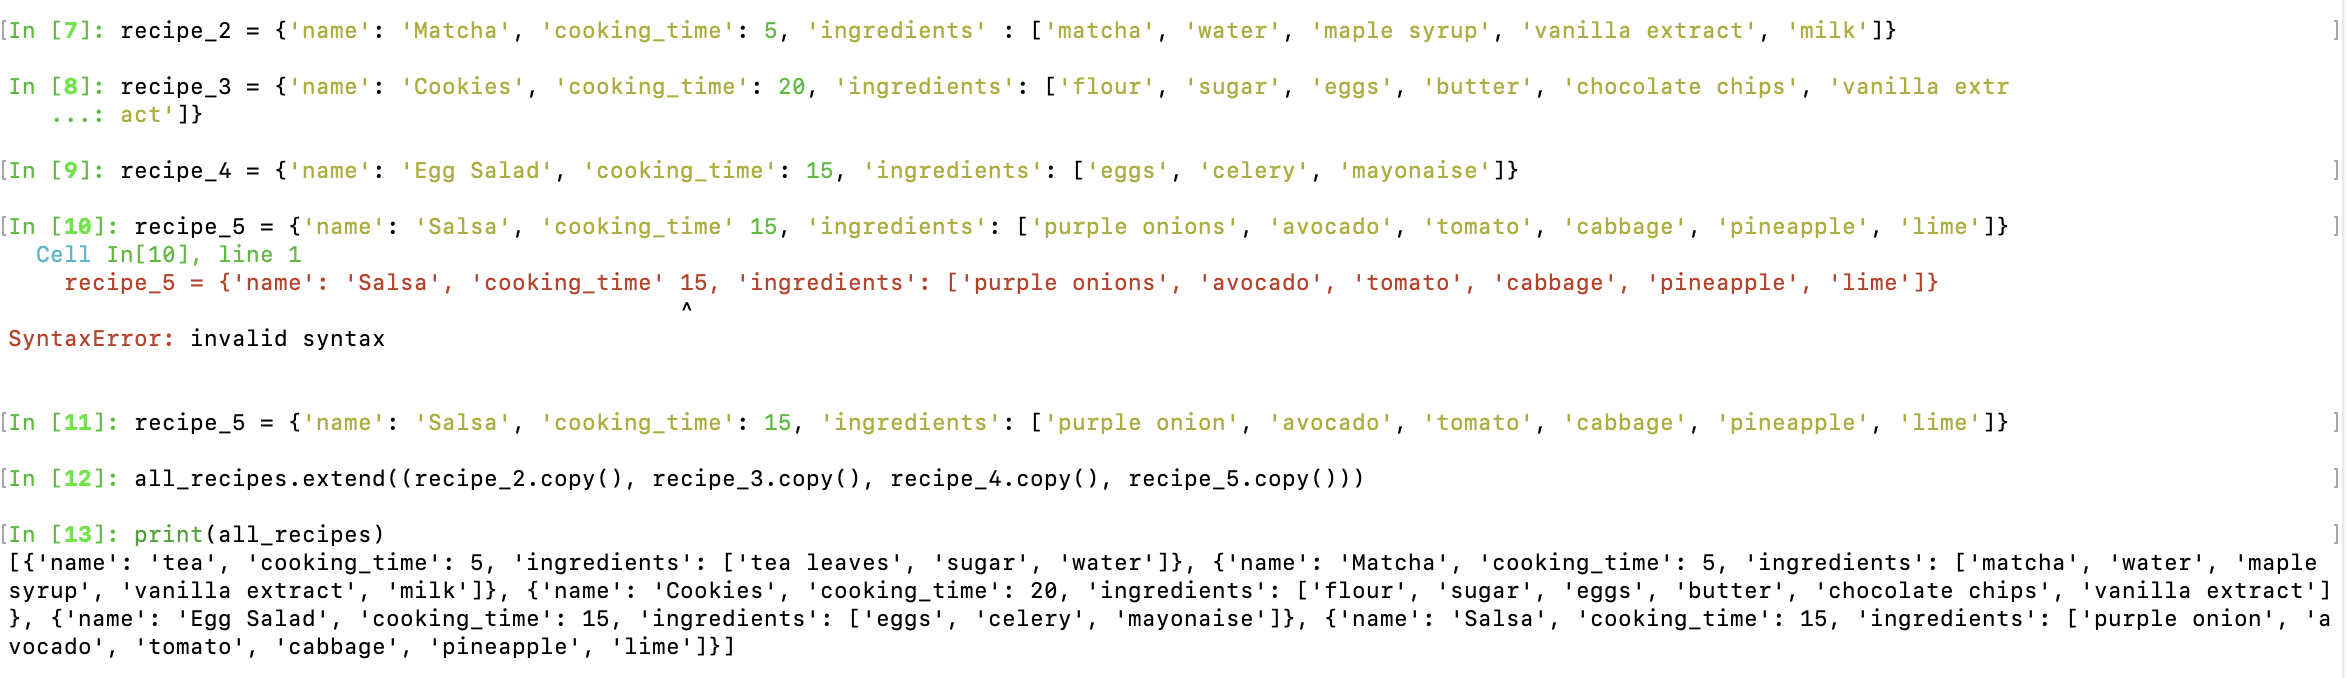 [In [7]: recipe_2 = {'name': 'Matcha', 'cooking_time': 5, 'ingredients' : ['matcha', 'water', 'maple syrup', 'vanilla extract', 'milk']} ]
In [8]: recipe_3 = {'name': 'Cookies', 'cooking_time': 20, 'ingredients': ['flour', 'sugar', 'eggs', 'butter', 'chocolate chips', 'vanilla extr
...: act']}
[In [9]: recipe_4 = {'name': 'Egg Salad', 'cooking_time': 15, 'ingredients': ['eggs', 'celery', 'mayonaise']} ]
[In [10]: recipe_5 = {'name': 'Salsa', 'cooking_time' 15, 'ingredients': ['purple onions', 'avocado', 'tomato', 'cabbage', 'pineapple', 'lime']} ]
Cell In[10], line 1
recipe_5 = {'name': 'Salsa', 'cooking_time' 15, 'ingredients': ['purple onions', 'avocado', 'tomato', 'cabbage', 'pineapple', 'lime']}
^
SyntaxError: invalid syntax
[In [11]: recipe_5 = {'name': 'Salsa', 'cooking_time': 15, 'ingredients': ['purple onion', 'avocado', 'tomato', 'cabbage', 'pineapple', 'lime']} ]
[In [12]: all_recipes.extend((recipe_2.copy(), recipe_3.copy(), recipe_4.copy(), recipe_5.copy())) ]
[In [13]: print(all_recipes) ]
[{'name': 'tea', 'cooking_time': 5, 'ingredients': ['tea leaves', 'sugar', 'water']}, {'name': 'Matcha', 'cooking_time': 5, 'ingredients': ['matcha', 'water', 'maple
syrup', 'vanilla extract', 'milk']}, {'name': 'Cookies', 'cooking_time': 20, 'ingredients': ['flour', 'sugar', 'eggs', 'butter', 'chocolate chips', 'vanilla extract']
}, {'name': 'Egg Salad', 'cooking_time': 15, 'ingredients': ['eggs', 'celery', 'mayonaise']}, {'name': 'Salsa', 'cooking_time': 15, 'ingredients': ['purple onion', 'a
vocado', 'tomato', 'cabbage', 'pineapple', 'lime']}]